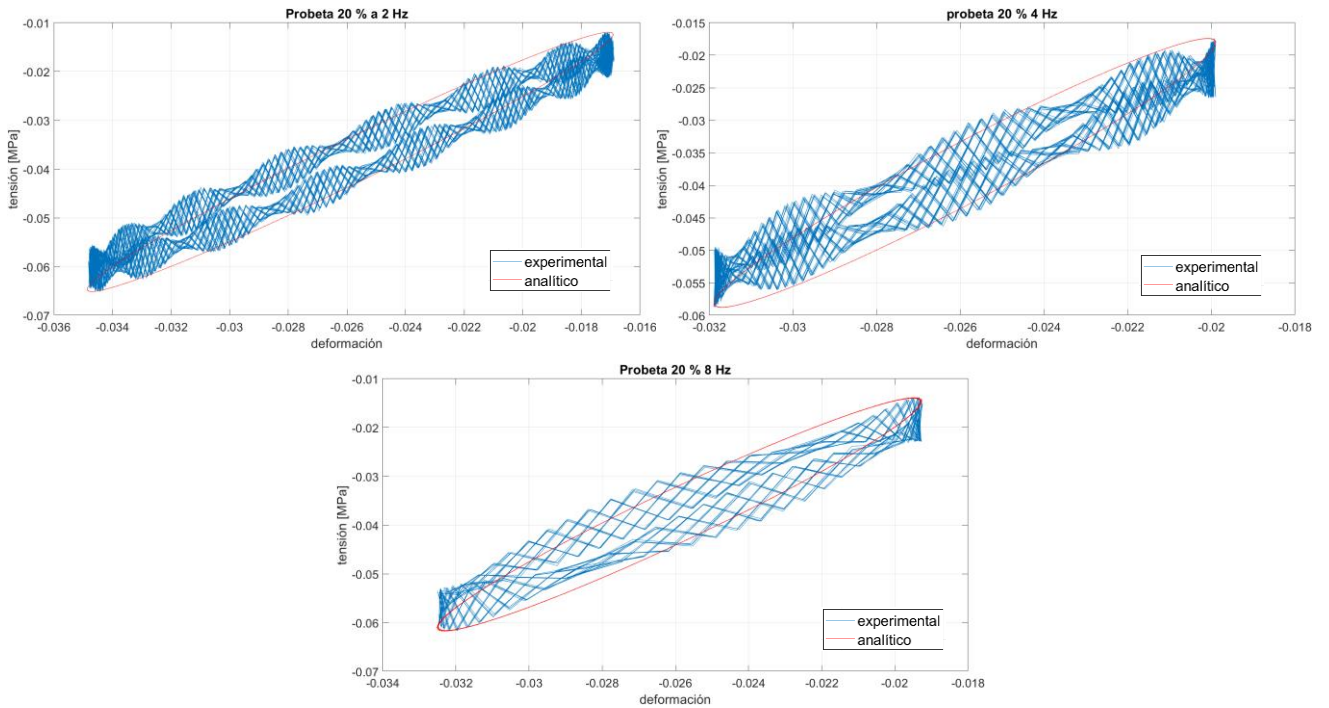 Probeta 20 % a 2 Hz
-0.01
-0.02
-0.03
-0.04
-0.05
-0.06
-0.07
tensión [MPa]
experimental
analítico
-0.036 -0.034 -0.032 -0.03 -0.028 -0.026 -0.024 -0.022 -0.02 -0.018 -0.016
deformación
probeta 20 % 4 Hz
-0.015
-0.02
-0.025
-0.03
-0.035
-0.04
-0.045
-0.05
-0.055
-0.06
tensión [MPa]
experimental
analítico
-0.032 -0.03 -0.028 -0.026 -0.024 -0.022 -0.02 -0.018
deformación
Probeta 20 % 8 Hz
-0.01
-0.02
-0.03
-0.04
-0.05
-0.06
-0.07
tensión [MPa]
experimental
analítico
-0.034 -0.032 -0.03 -0.028 -0.026 -0.024 -0.022 -0.02 -0.018
deformación